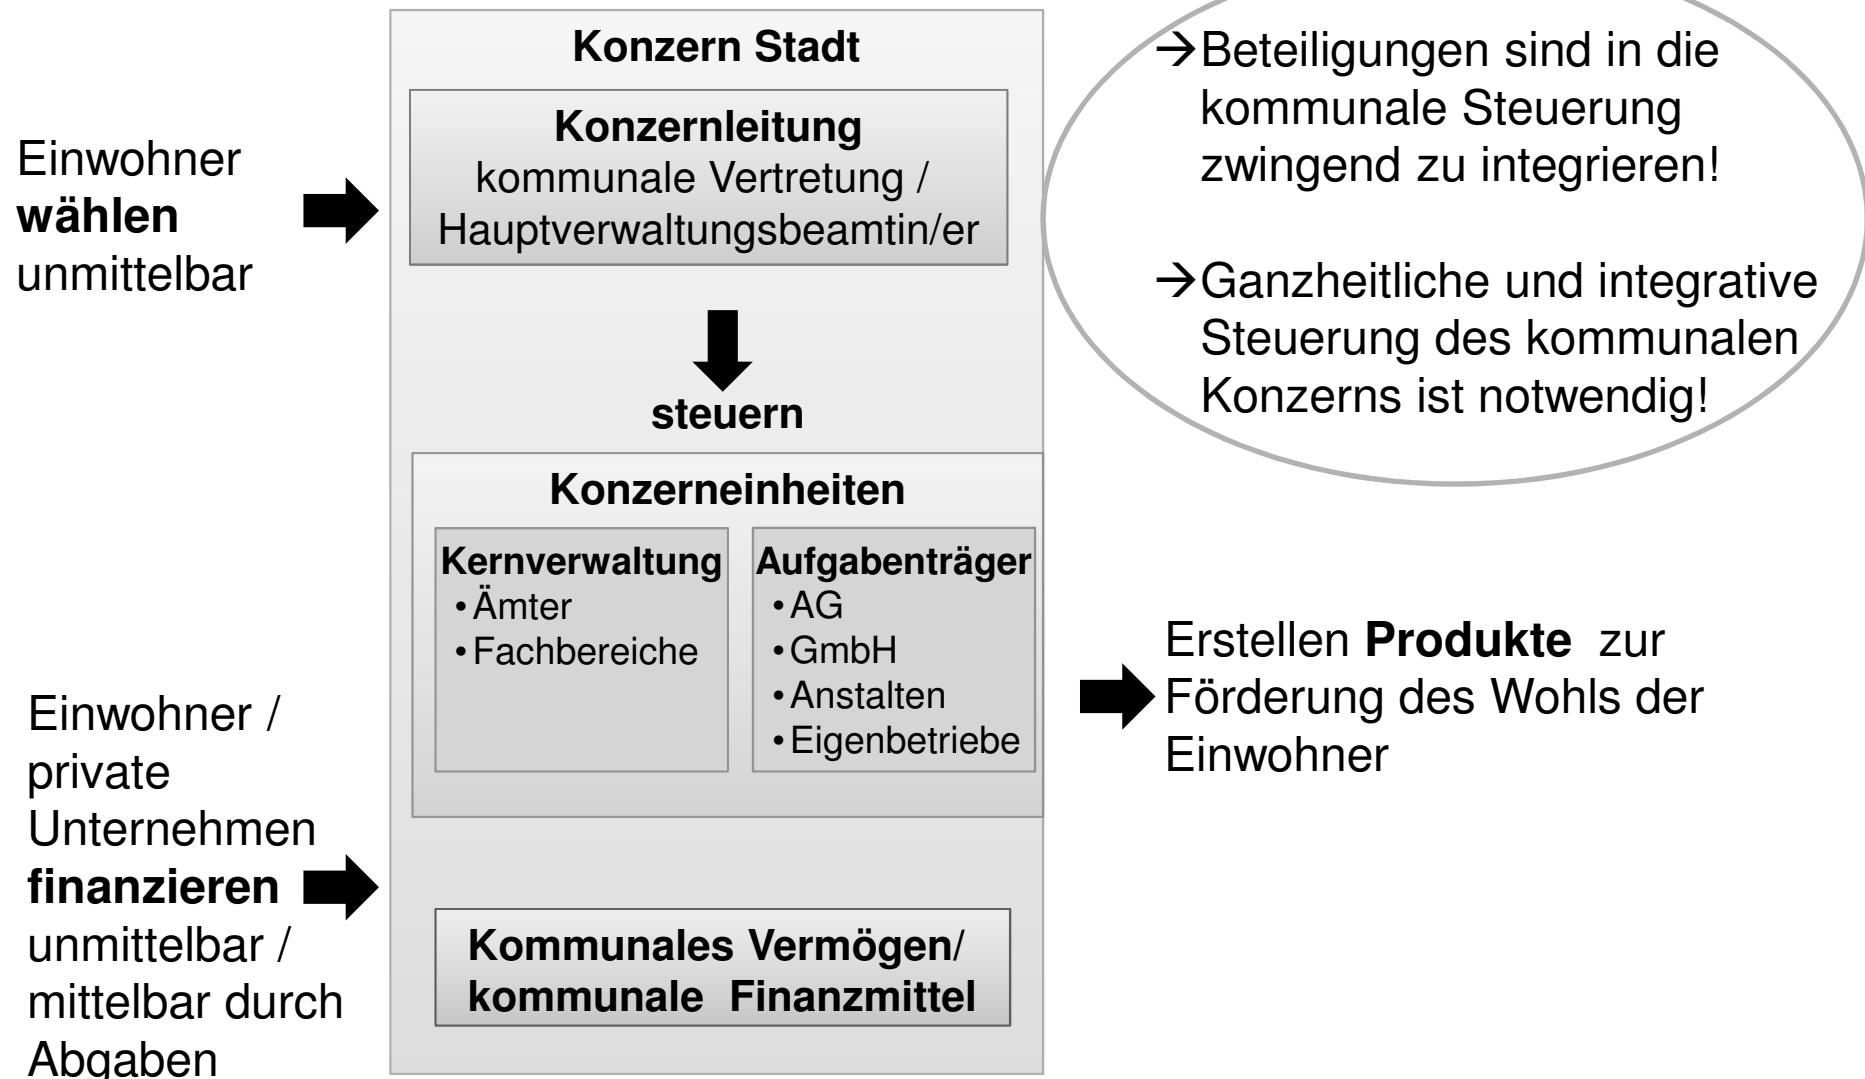 Konzern Stadt
Konzernleitung
kommunale Vertretung /
Hauptverwaltungsbeamtin/er
Einwohner
wählen
unmittelbar
→Beteiligungen sind in die
kommunale Steuerung
zwingend zu integrieren!
→Ganzheitliche und integrative
Steuerung des kommunalen
Konzerns ist notwendig!
steuern
Konzerneinheiten
Kernverwaltung
•Ämter
•Fachbereiche
Aufgabenträger
•AG
•GmbH
•Anstalten
•Eigenbetriebe
Erstellen Produkte zur
Förderung des Wohls der
Einwohner
Einwohner /
private
Unternehmen
finanzieren
unmittelbar /
mittelbar durch
Abgaben
Kommunales Vermögen/
kommunale Finanzmittel